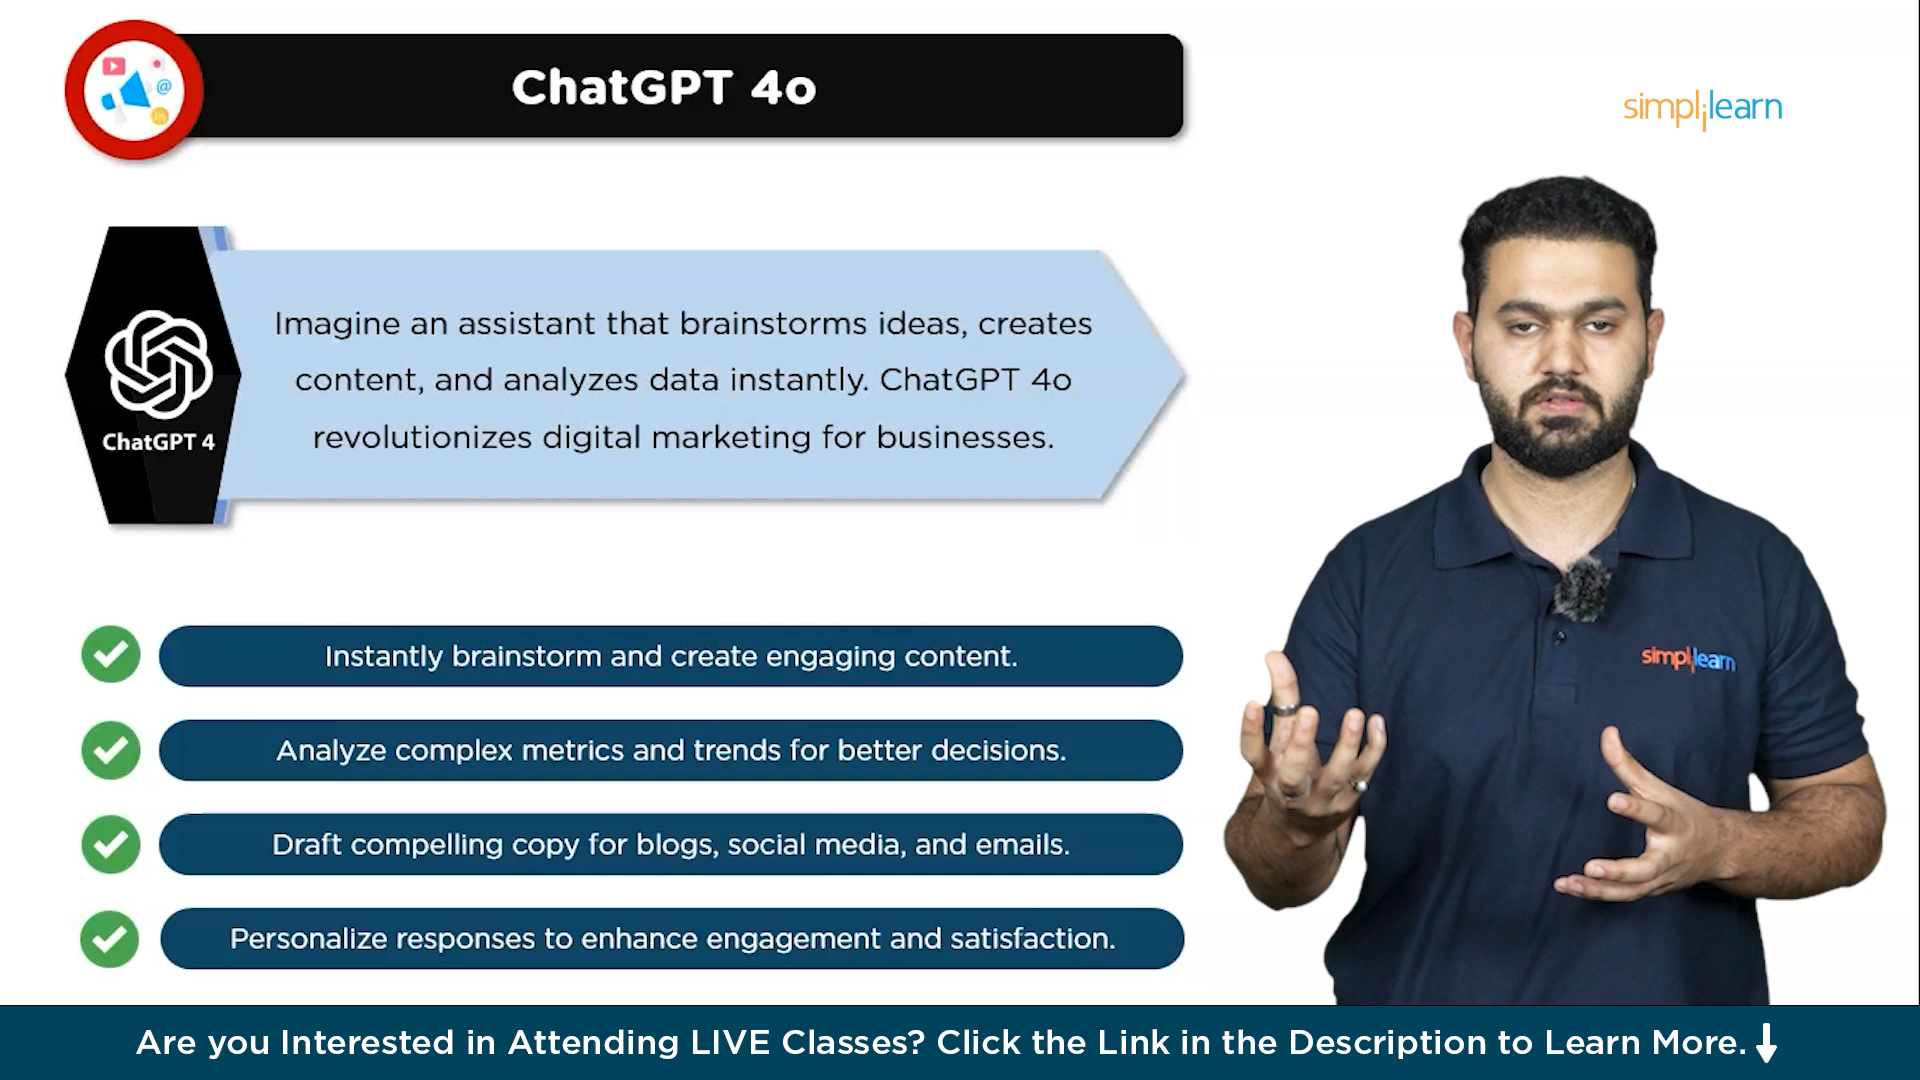 ChatGPT 4o
simplilearn
Imagine an assistant that brainstorms ideas, creates
content, and analyzes data instantly. ChatGPT 4o
revolutionizes digital marketing for businesses.
ChatGPT 4
Instantly brainstorm and create engaging content.
Analyze complex metrics and trends for better decisions.
Draft compelling copy for blogs, social media, and emails.
Personalize responses to enhance engagement and satisfaction.
simplilearn
@
in
Are you Interested in Attending LIVE Classes? Click the Link in the Description to Learn More.